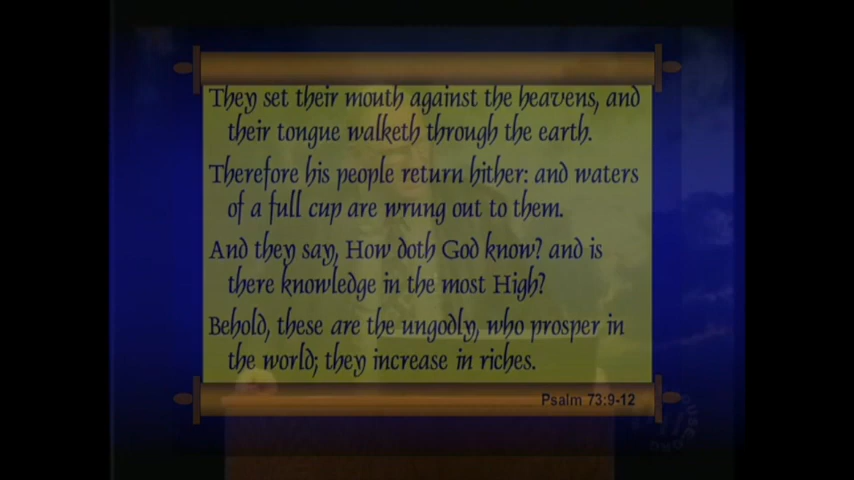 They set their mouth against the heavens, and
their tongue walketh through the earth.
Therefore his people return hither: and waters
of a full cup are wrung out to them.
And they say, How doth God know? and is
there knowledge in the most High?
Behold, these are the ungodly, who prosper in
the world; they increase in riches.
Psalm 73:9-12